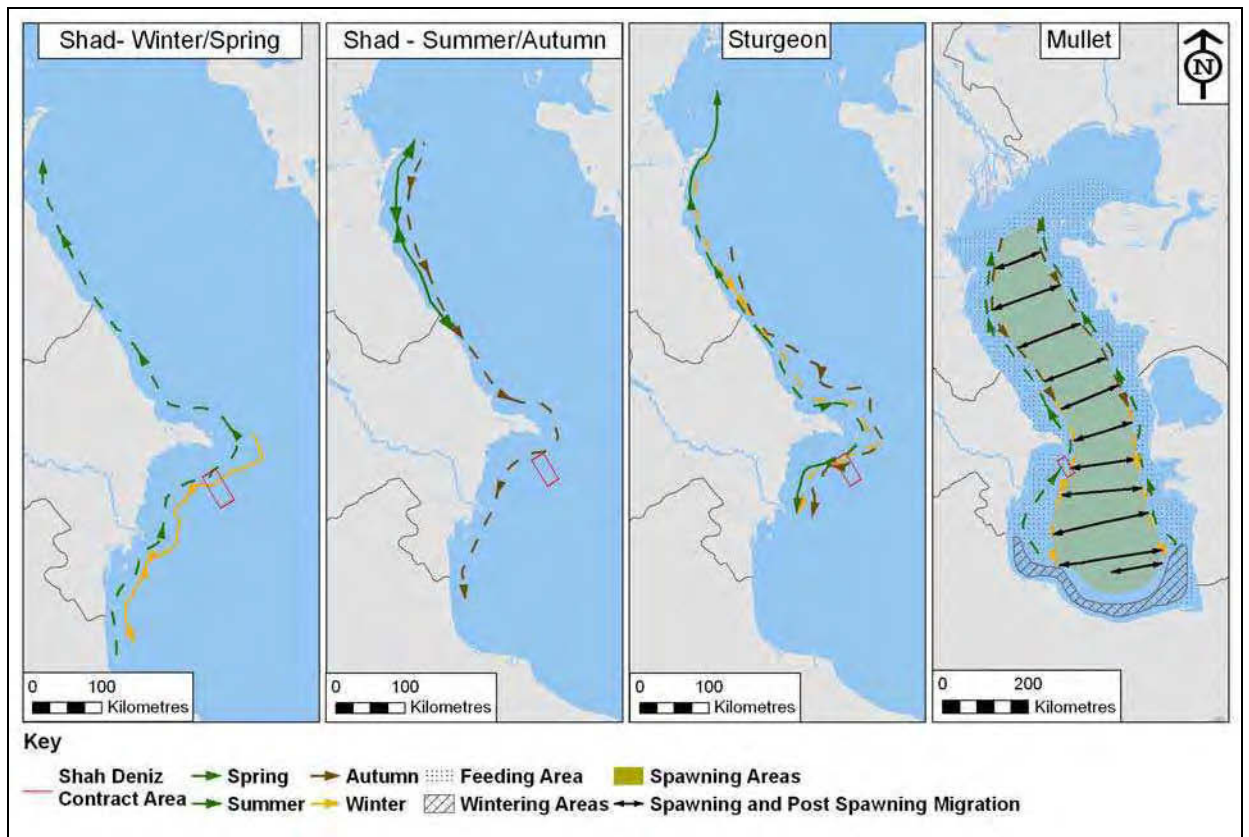 Shad- Winter/Spring
Shad - Summer/Autumn
Sturgeon
Mullet
N
0 100
Kilometres
0 100
Kilometres
0 100
Kilometres
0 200
Kilometres
Key
Shah Deniz
Contract Area
Spring
Summer
Autumn
Winter
Feeding Area
Wintering Areas
Spawning Areas
Spawning and Post Spawning Migration